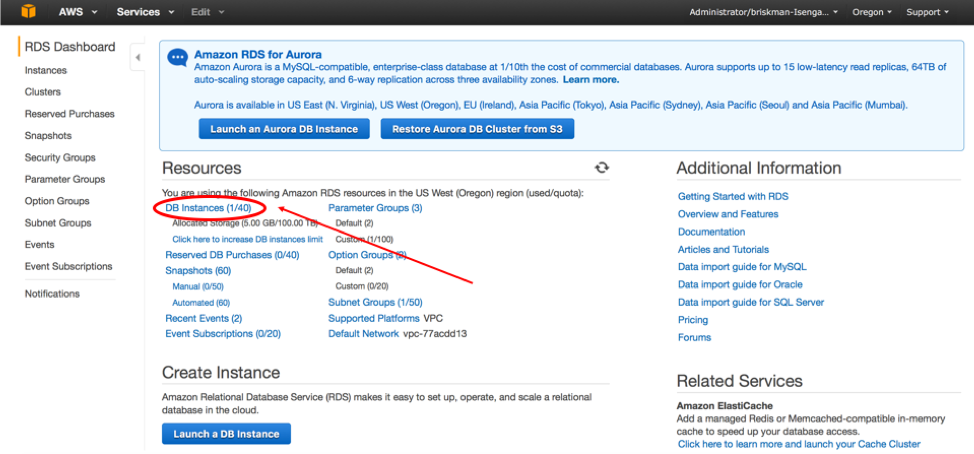 AWS Services Edit Administrator/briskman-Isenga... Oregon Support
RDS Dashboard
Instances
Clusters
Reserved Purchases
Snapshots
Security Groups
Parameter Groups
Option Groups
Subnet Groups
Events
Event Subscriptions
Notifications
Amazon RDS for Aurora
Amazon Aurora is a MySQL-compatible, enterprise-class database at 1/10th the cost of commercial databases. Aurora supports up to 15 low-latency read replicas, 64TB of
auto-scaling storage capacity, and 6-way replication across three availability zones. Learn more.
Aurora is available in US East (N. Virginia), US West (Oregon), EU (Ireland), Asia Pacific (Tokyo), Asia Pacific (Sydney), Asia Pacific (Seoul) and Asia Pacific (Mumbai).
Launch an Aurora DB Instance
Restore Aurora DB Cluster from S3
Resources
You are using the following Amazon RDS resources in the US West (Oregon) region (used/quota):
DB Instances (1/40)
Allocated Storage (5.00 GB/100.00 TB)
Click here to increase DB instances limit
Reserved DB Purchases (0/40)
Snapshots (60)
Manual (0/50)
Automated (60)
Recent Events (2)
Event Subscriptions (0/20)
Parameter Groups (3)
Default (2)
Custom (1/100)
Option Groups (2)
Default (2)
Custom (0/20)
Subnet Groups (1/50)
Supported Platforms VPC
Default Network vpc-77acdd13
Create Instance
Amazon Relational Database Service (RDS) makes it easy to set up, operate, and scale a relational
database in the cloud.
Launch a DB Instance
Additional Information
Getting Started with RDS
Overview and Features
Documentation
Articles and Tutorials
Data import guide for MySQL
Data import guide for Oracle
Data import guide for SQL Server
Pricing
Forums
Related Services
Amazon ElastiCache
Add a managed Redis or Memcached-compatible in-memory
cache to speed up your database access.
Click here to learn more and launch your Cache Cluster